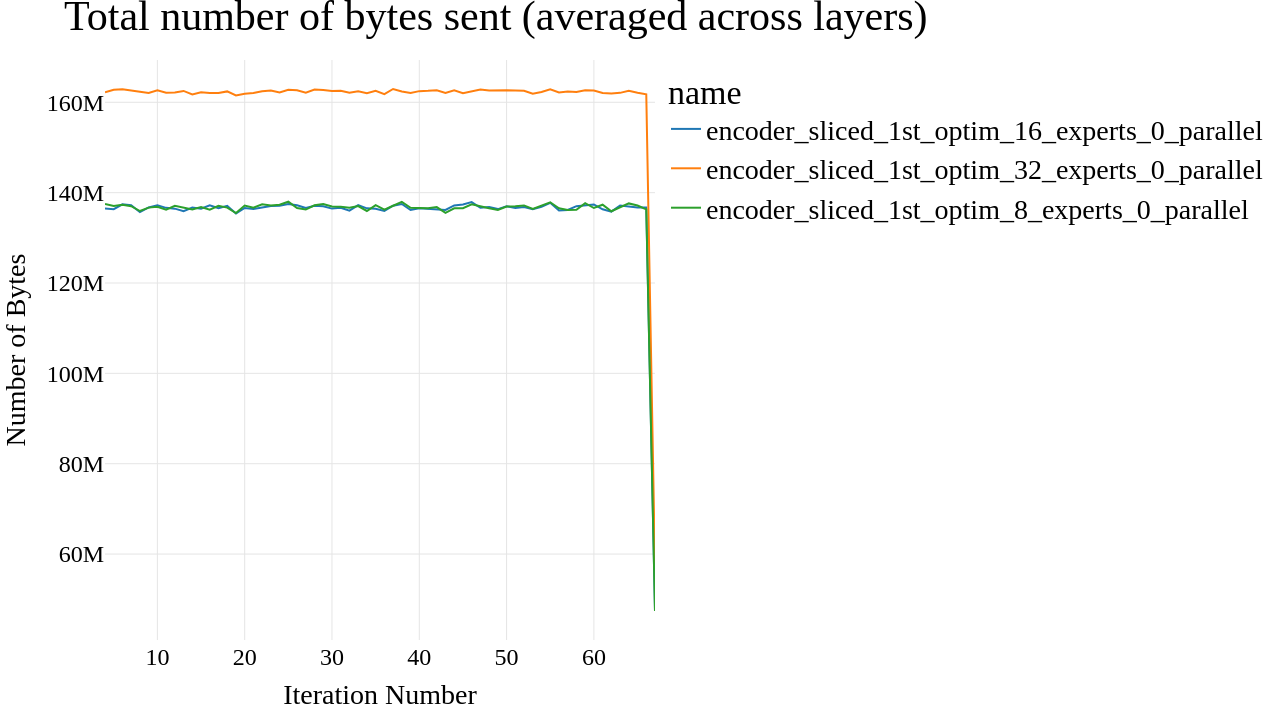 Total number of bytes sent (averaged across layers)
name
encoder_sliced_1st_optim_16_experts_0_parallel
encoder_sliced_1st_optim_32_experts_0_parallel
encoder_sliced_1st_optim_8_experts_0_parallel
Number of Bytes
160M
140M
120M
100M
80M
60M
10 20 30 40 50 60
Iteration Number